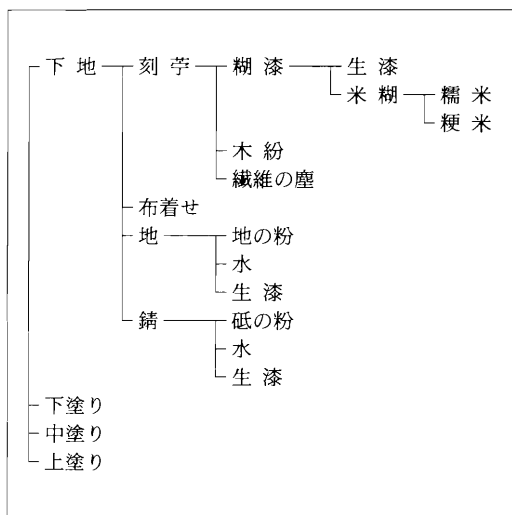 下地 刻苧 糊漆 生漆
米糊 糯米
粳米
木紛
繊維の塵
布着せ
地 地の粉
水
生漆
錆 砥の粉
水
生漆
下塗り
中塗り
上塗り